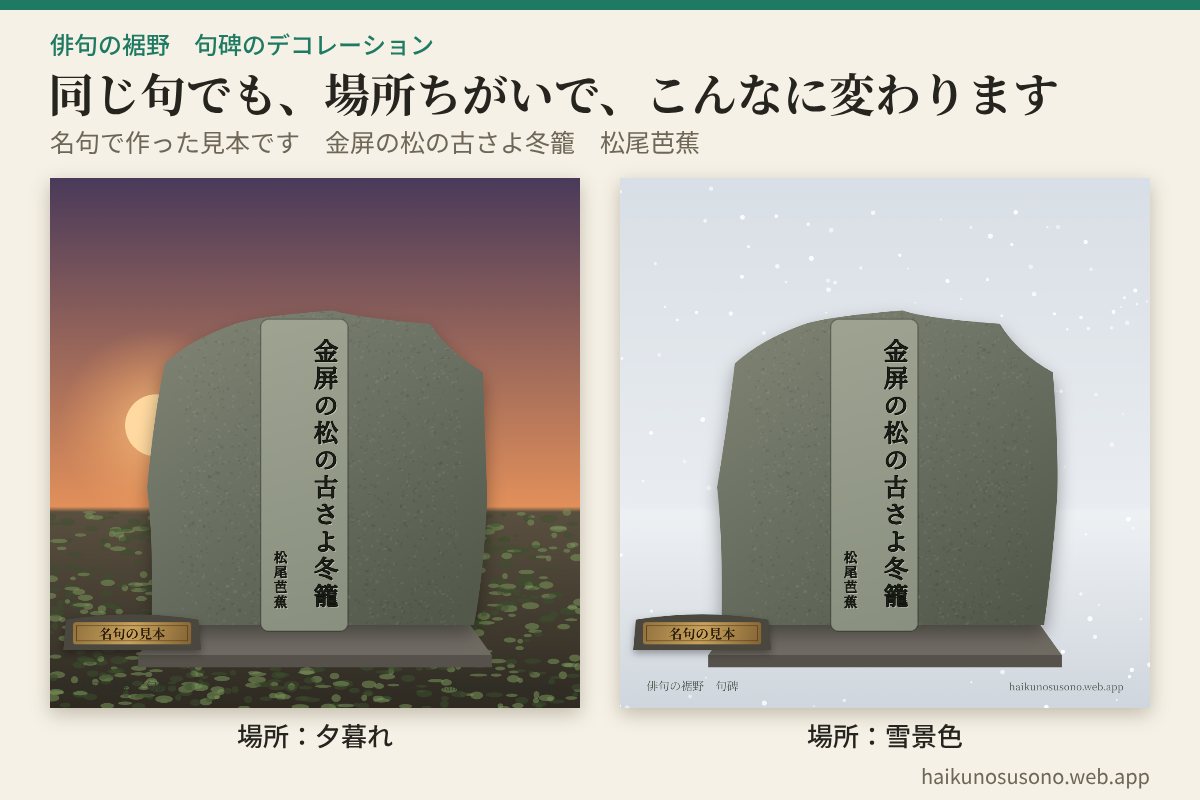 俳句の裾野　句碑のデコレーション
同じ句でも、場所ちがいで、こんなに変わります
名句で作った見本です　金屏の松の古さよ冬籠　松尾芭蕉
金屏の松の古さよ冬籠
松尾芭蕉
名句の見本
場所：夕暮れ
金屏の松の古さよ冬籠
松尾芭蕉
名句の見本
俳句の裾野　句碑
haikunosusono.web.app
場所：雪景色
haikunosusono.web.app